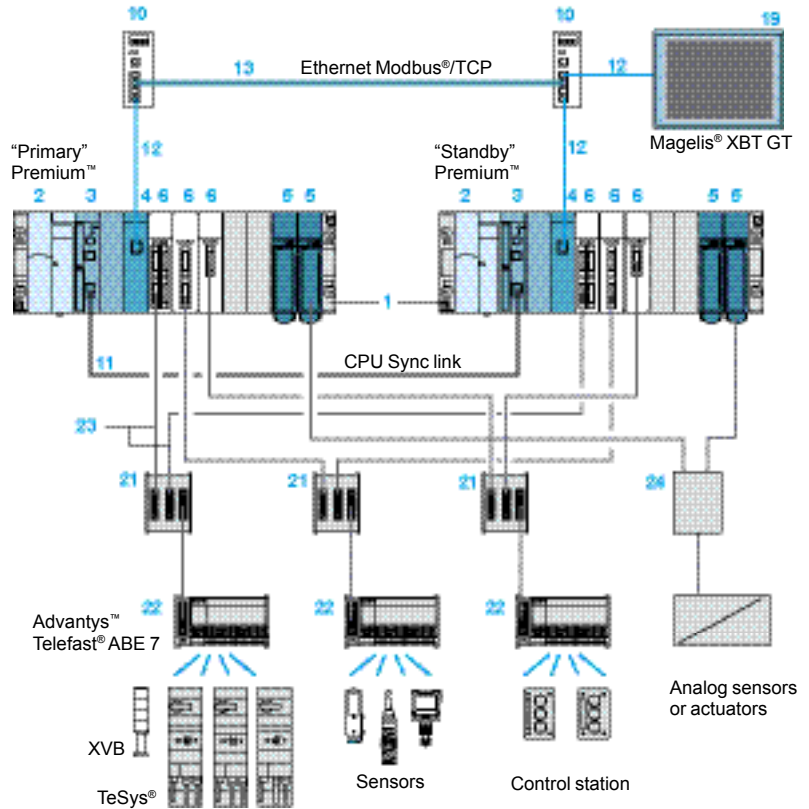 10
10
19
13
Ethernet Modbus®/TCP
12
Magelis® XBT GT
"Primary"
Premium™
12
"Standby"
Premium™
12
2 3 4 6 6 6 5 5
2 3 4 6 6 6 5 5
1
11
CPU Sync link
23
21
21
21
24
22
22
22
Advantys™
Telefast® ABE 7
XVB
TeSys®
Sensors
Control station
Analog sensors
or actuators